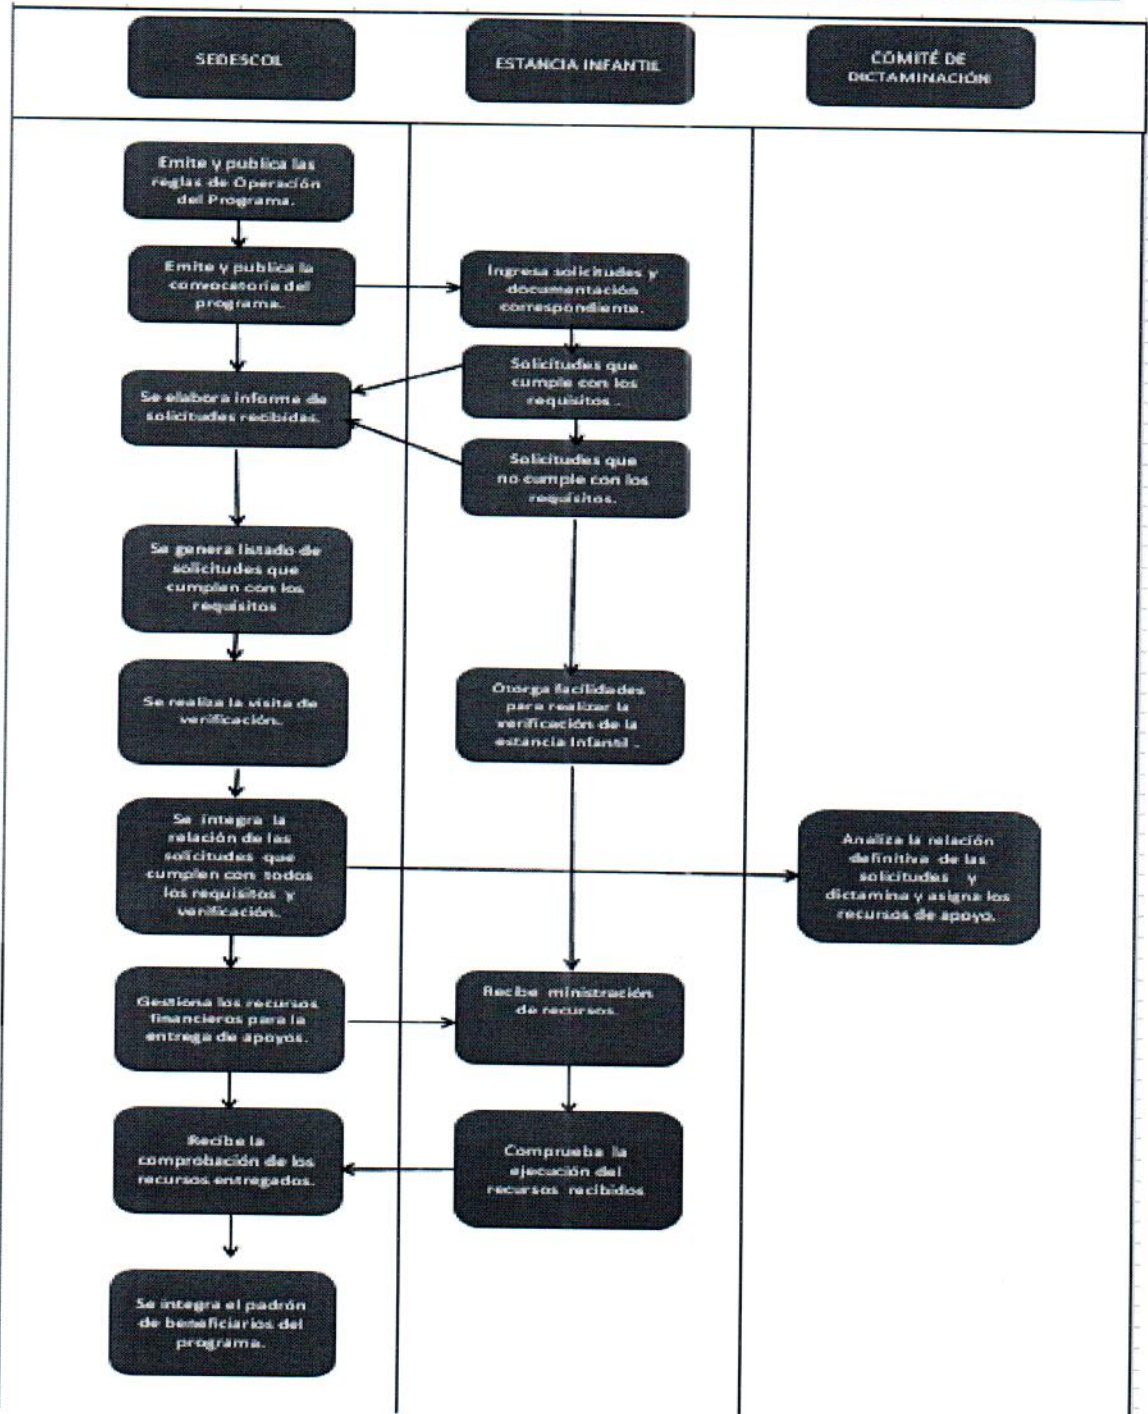 SEDESCOL
ESTANCIA INFANTIL
COMITÉ DE
DICTAMINACIÓN
Emite y publica las
reglas de Operación
del Programa.
Emite y publica la
convocatoria del
programa.
Ingresa solicitudes y
documentación
correspondiente.
Solicitudes que
cumple con los
requisitos .
Se elabora informe de
solicitudes recibidas.
Solicitudes que
no cumple con los
requisitos.
Se genera listado de
solicitudes que
cumplen con los
requisitos
Se realiza la visita de
verificación.
Otorga facilidades
para realizar la
verificación de la
estancia Infantil .
Se integra la
relación de las
solicitudes que
cumplen con todos
los requisitos y
verificación.
Analiza la relación
definitiva de las
solicitudes y
dictamina y asigna los
recursos de apoyo.
Gestiona los recursos
financieros para la
entrega de apoyos.
Recibe ministración
de recursos.
Recibe la
comprobación de los
recursos entregados.
Comprueba la
ejecución del
recursos recibidos
Se integra el padrón
de beneficiarios del
programa.